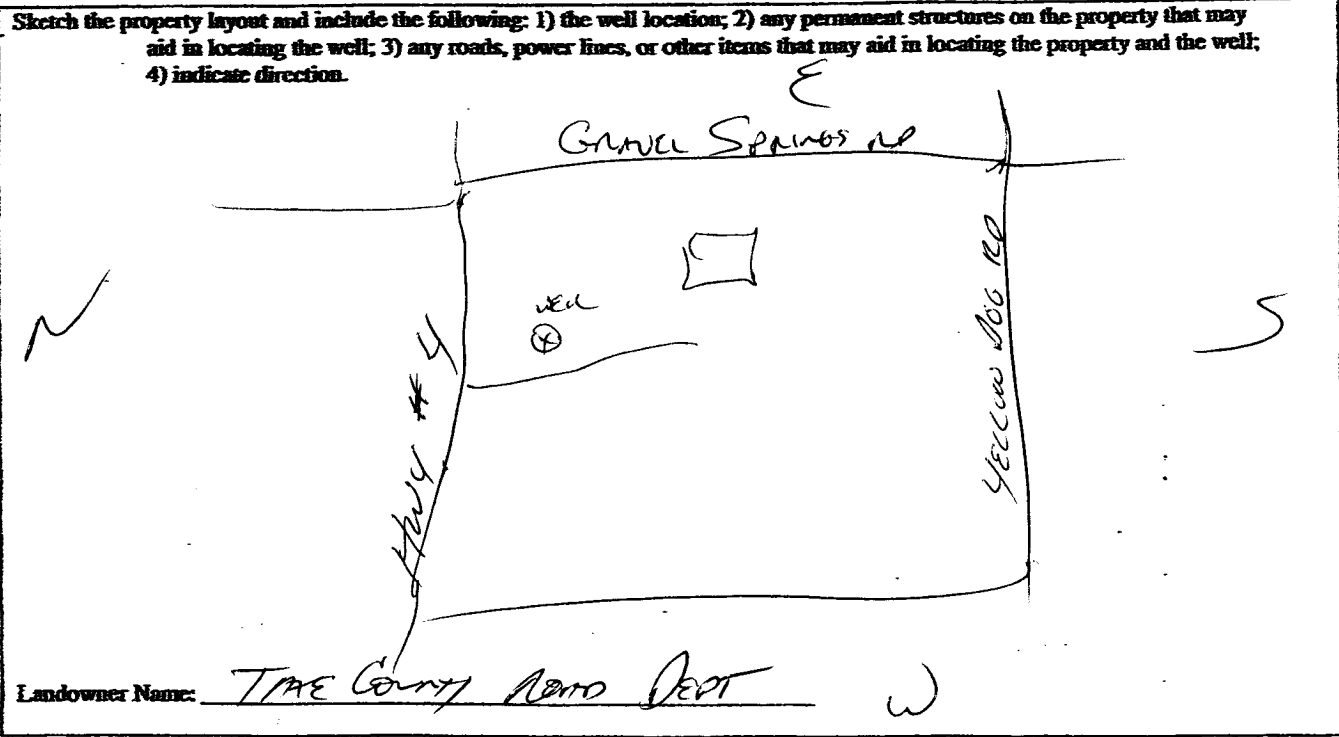 Sketch the property layout and include the following: 1) the well location; 2) any permanent structures on the property that may
aid in locating the well; 3) any roads, power lines, or other items that may aid in locating the property and the well;
4) indicate direction.
E
GRAVEL SPRINGS RD
N
WELL
HWY # 4
YELLOW DOG RD
S
Landowner Name: TATE COUNTY ROAD DEPT
W